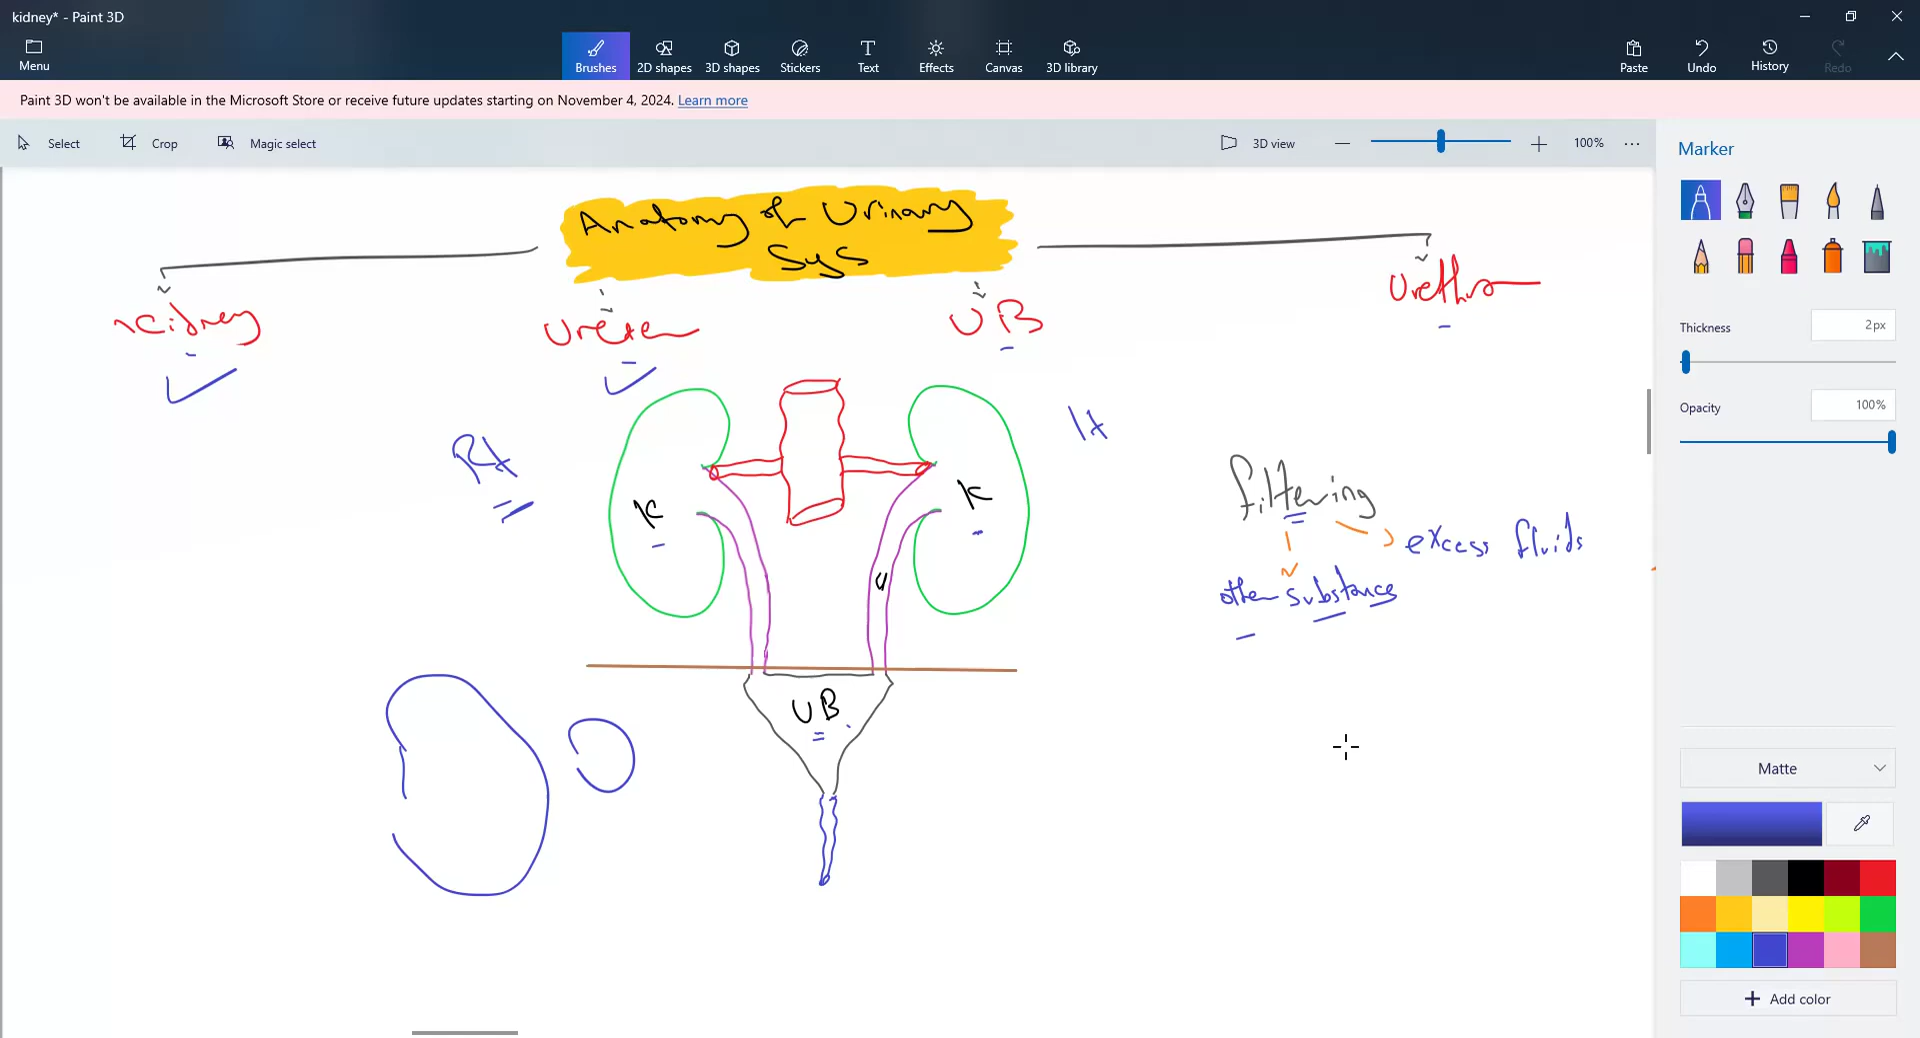 kidney* - Paint 3D
Menu
Brushes
2D shapes
3D shapes
Stickers
Text
Effects
Canvas
3D library
Paste
Undo
History
Redo
Paint 3D won't be available in the Microsoft Store or receive future updates starting on November 4, 2024. Learn more
Select
Crop
Magic select
3D view
100%
Marker
Thickness
2px
Opacity
100%
Matte
Add color
Anatomy of Urinary
Sys
Kidney
Ureter
UB
Urethra
Rt
lt
K
K
U
UB
filtering
excess fluids
other substance